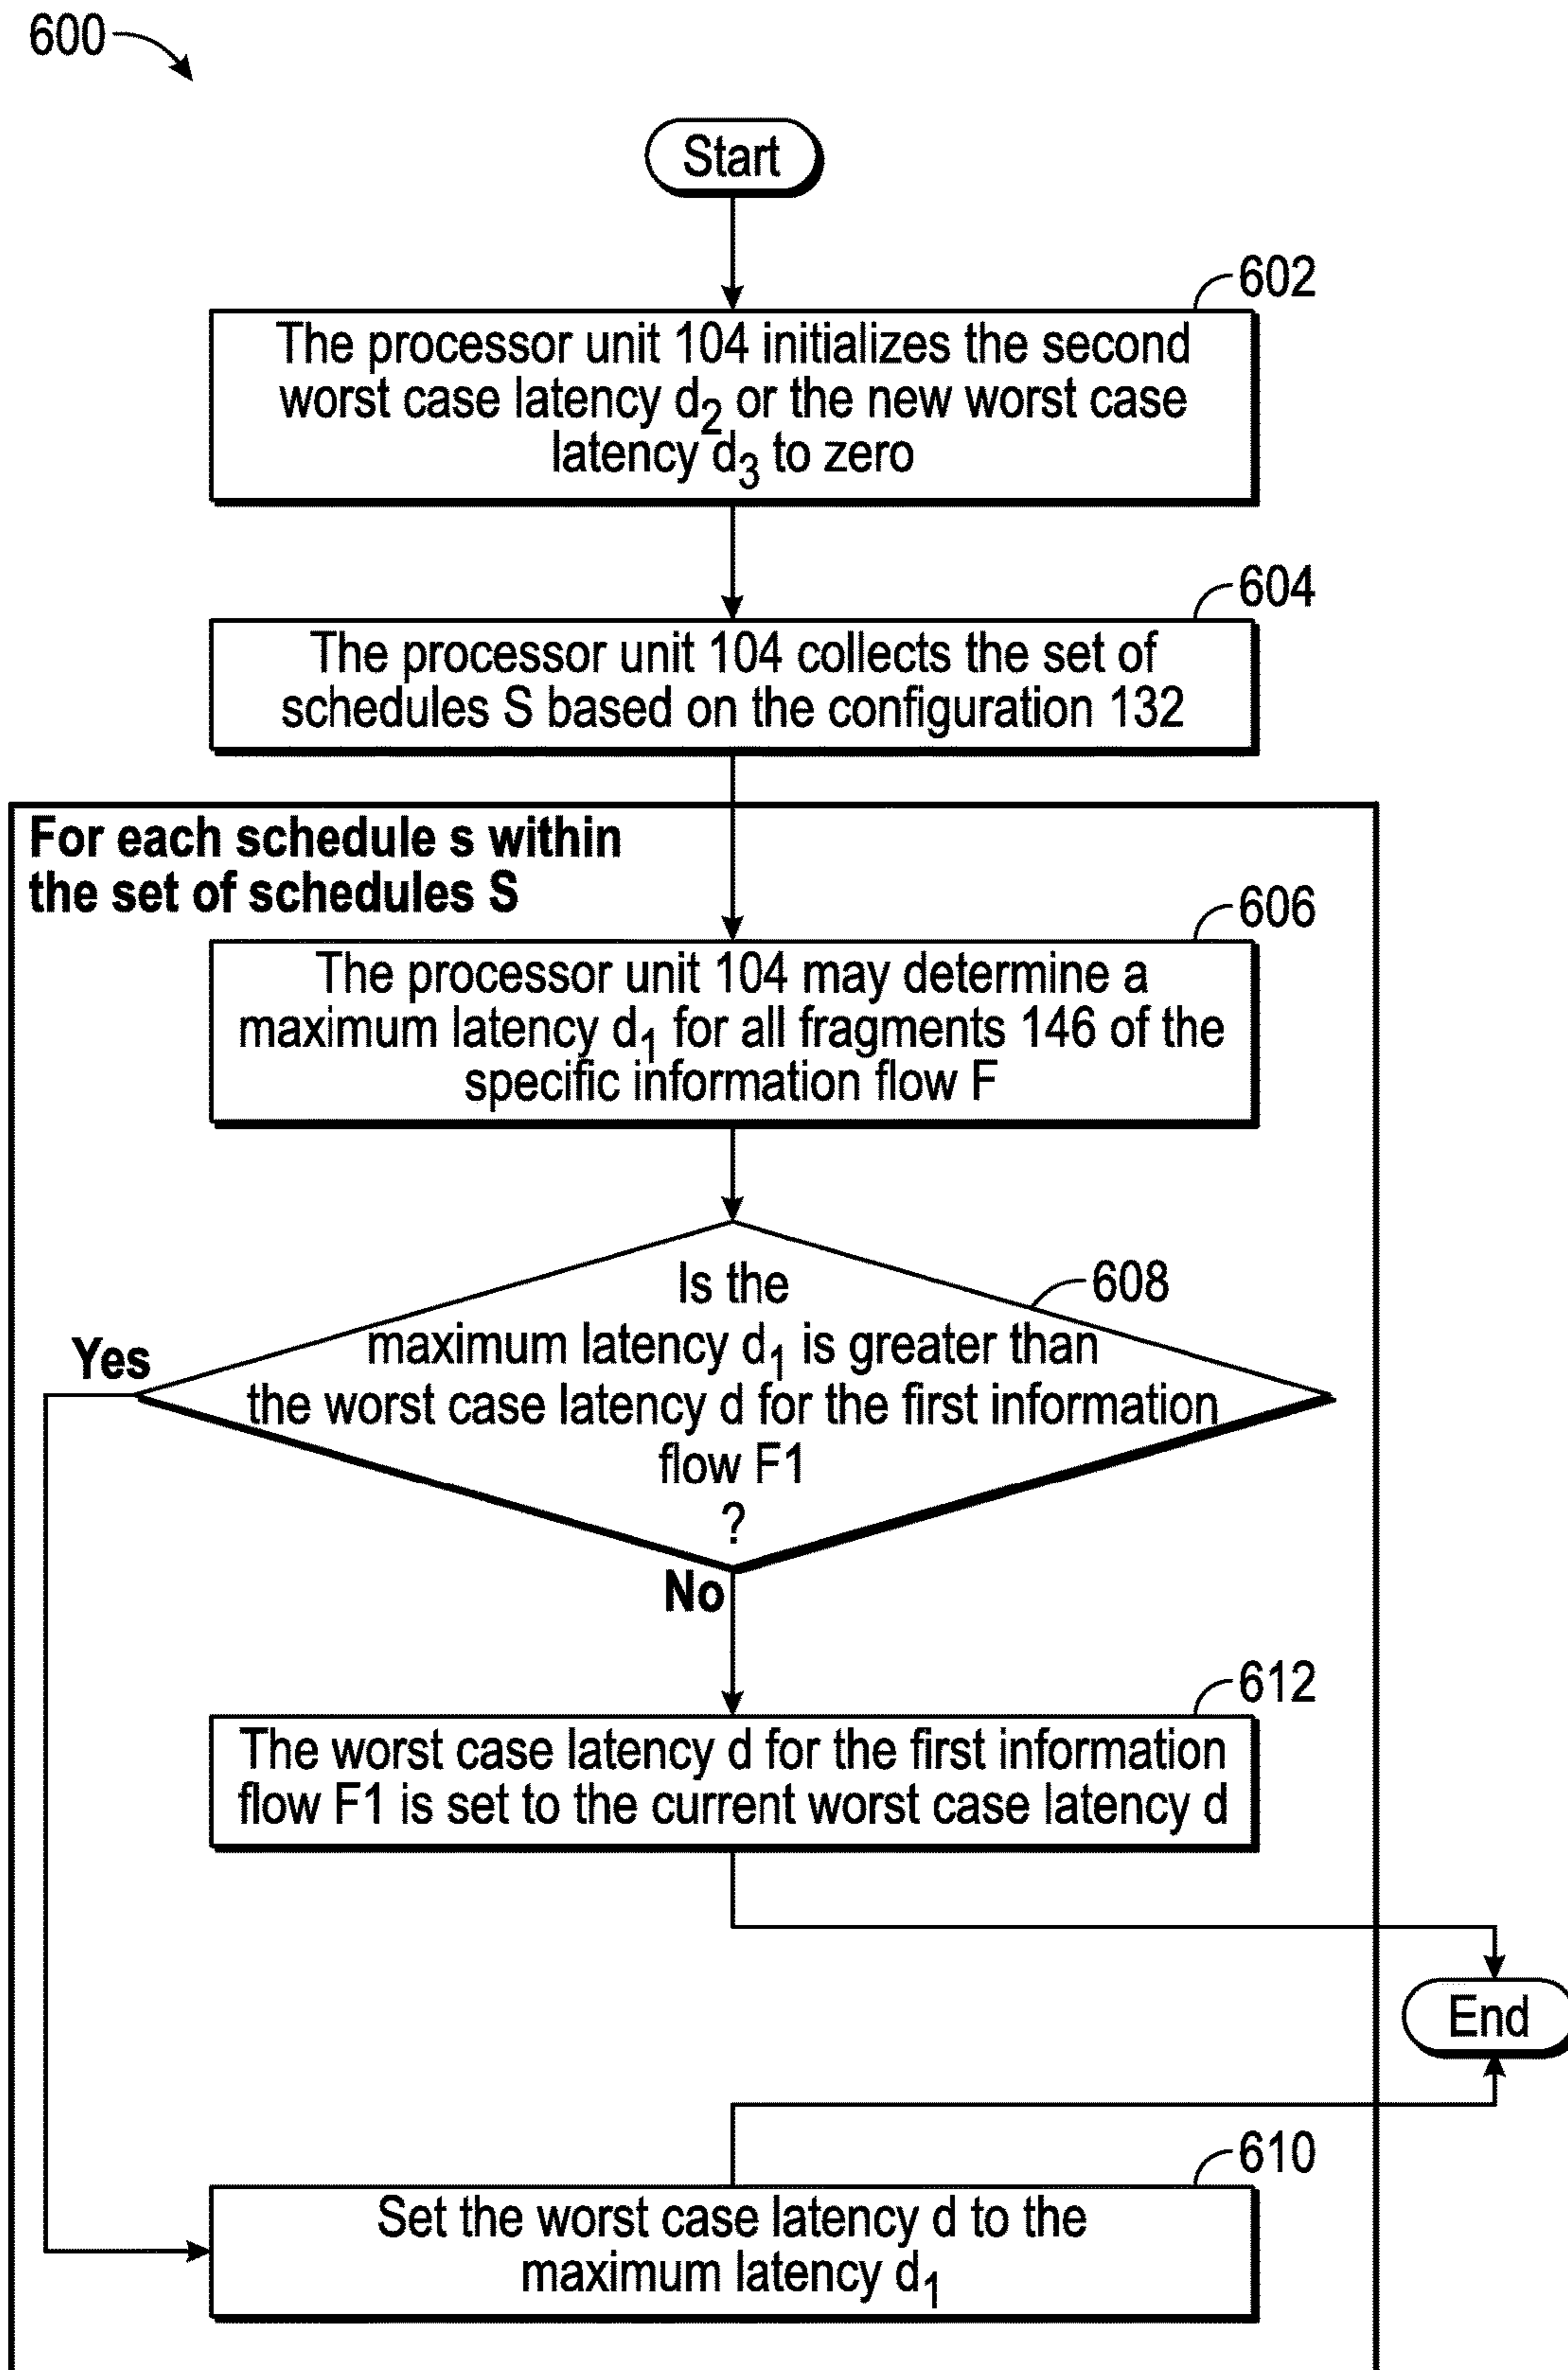 600
Start
602
The processor unit 104 initializes the second
worst case latency d₂ or the new worst case
latency d₃ to zero
604
The processor unit 104 collects the set of
schedules S based on the configuration 132
For each schedule s within
the set of schedules S
606
The processor unit 104 may determine a
maximum latency d₁ for all fragments 146 of the
specific information flow F
608
Is the
maximum latency d₁ is greater than
the worst case latency d for the first information
flow F1
?
Yes
No
612
The worst case latency d for the first information
flow F1 is set to the current worst case latency d
End
610
Set the worst case latency d to the
maximum latency d₁